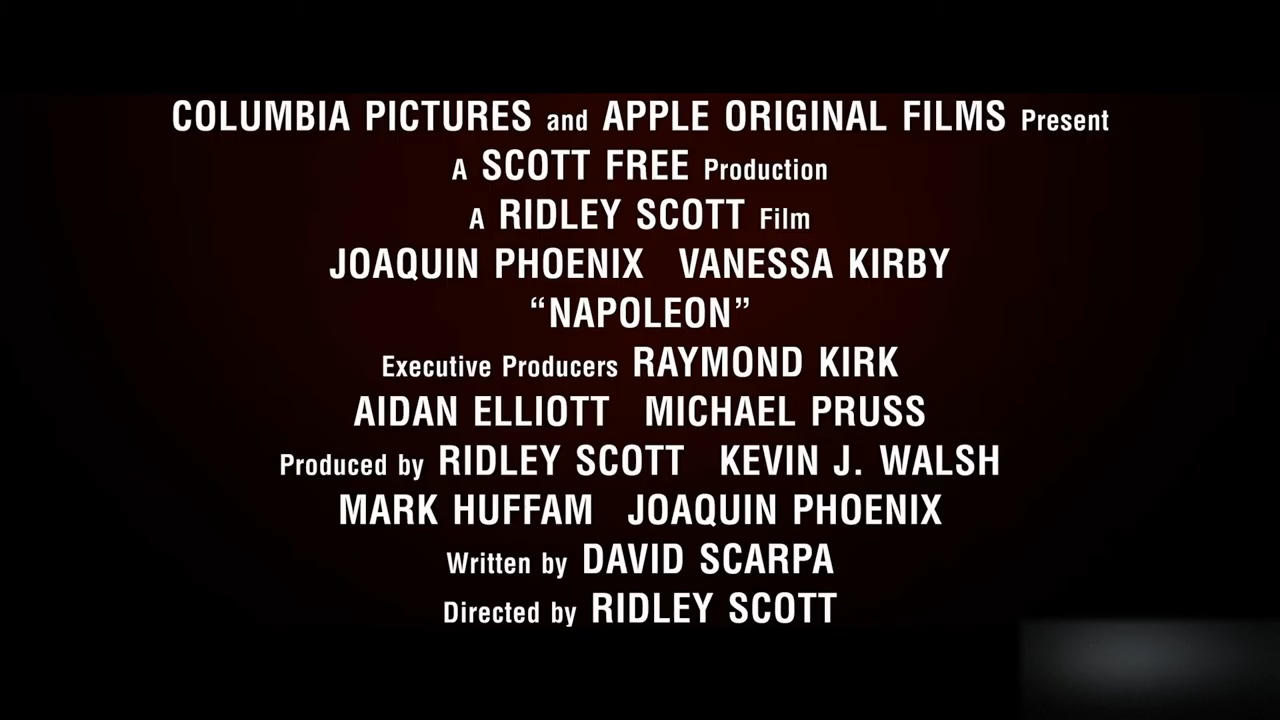 COLUMBIA PICTURES and APPLE ORIGINAL FILMS Present
A SCOTT FREE Production
A RIDLEY SCOTT Film
JOAQUIN PHOENIX VANESSA KIRBY
“NAPOLEON”
Executive Producers RAYMOND KIRK
AIDAN ELLIOTT MICHAEL PRUSS
Produced by RIDLEY SCOTT KEVIN J. WALSH
MARK HUFFAM JOAQUIN PHOENIX
Written by DAVID SCARPA
Directed by RIDLEY SCOTT